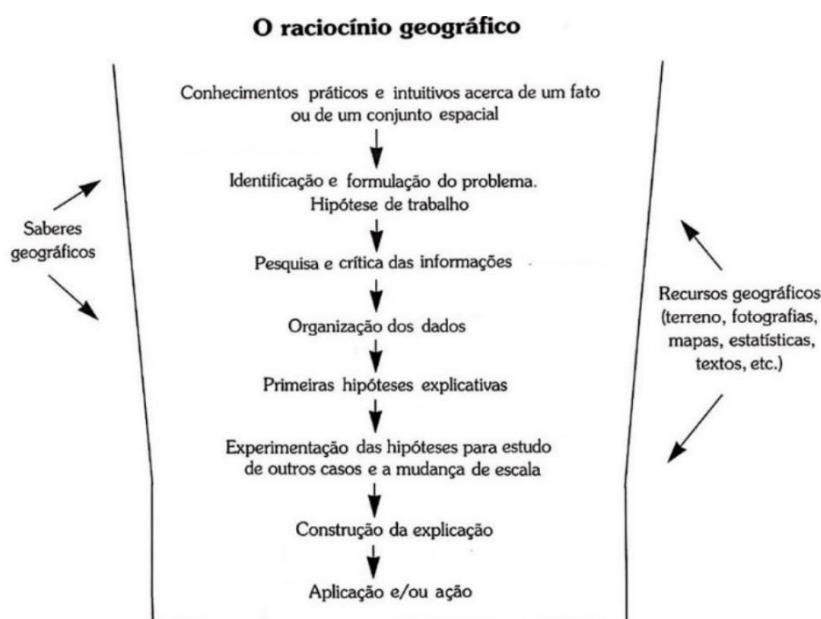 O raciocínio geográfico
Conhecimentos práticos e intuitivos acerca de um fato
ou de um conjunto espacial
Identificação e formulação do problema.
Hipótese de trabalho
Saberes
geográficos
Pesquisa e crítica das informações
Recursos geográficos
(terreno, fotografias,
mapas, estatísticas,
textos, etc.)
Organização dos dados
Primeiras hipóteses explicativas
Experimentação das hipóteses para estudo
de outros casos e a mudança de escala
Construção da explicação
Aplicação e/ou ação